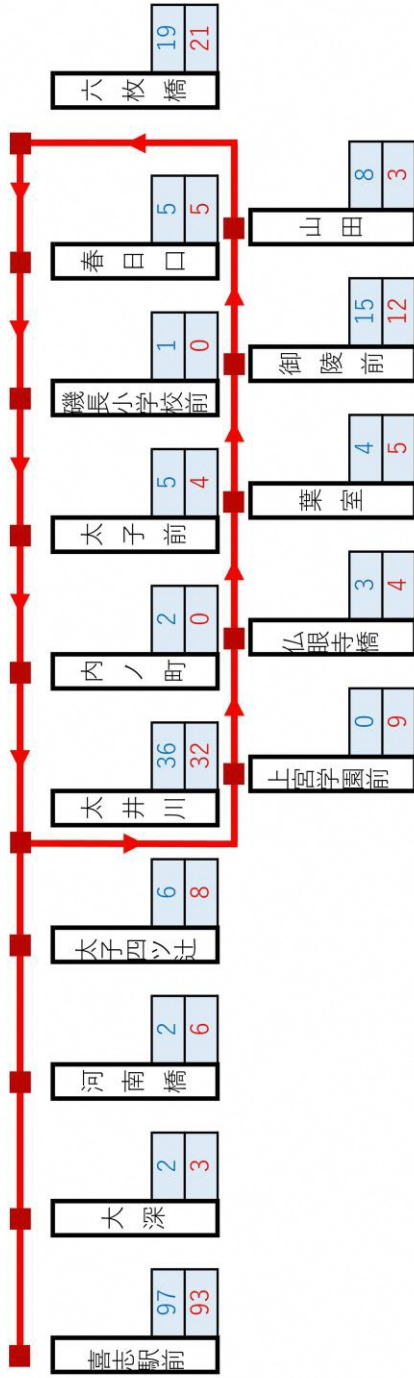 喜志駅前
97
93
大深
2
3
河南橋
2
6
太子四ツ辻
6
8
太井川
36
32
内ノ町
2
0
太子前
5
4
磯長小学校前
1
0
春日口
5
5
六枚橋
19
21
上宮学園前
0
9
仏眼寺橋
3
4
葉室
4
5
御陵前
15
12
山田
8
3